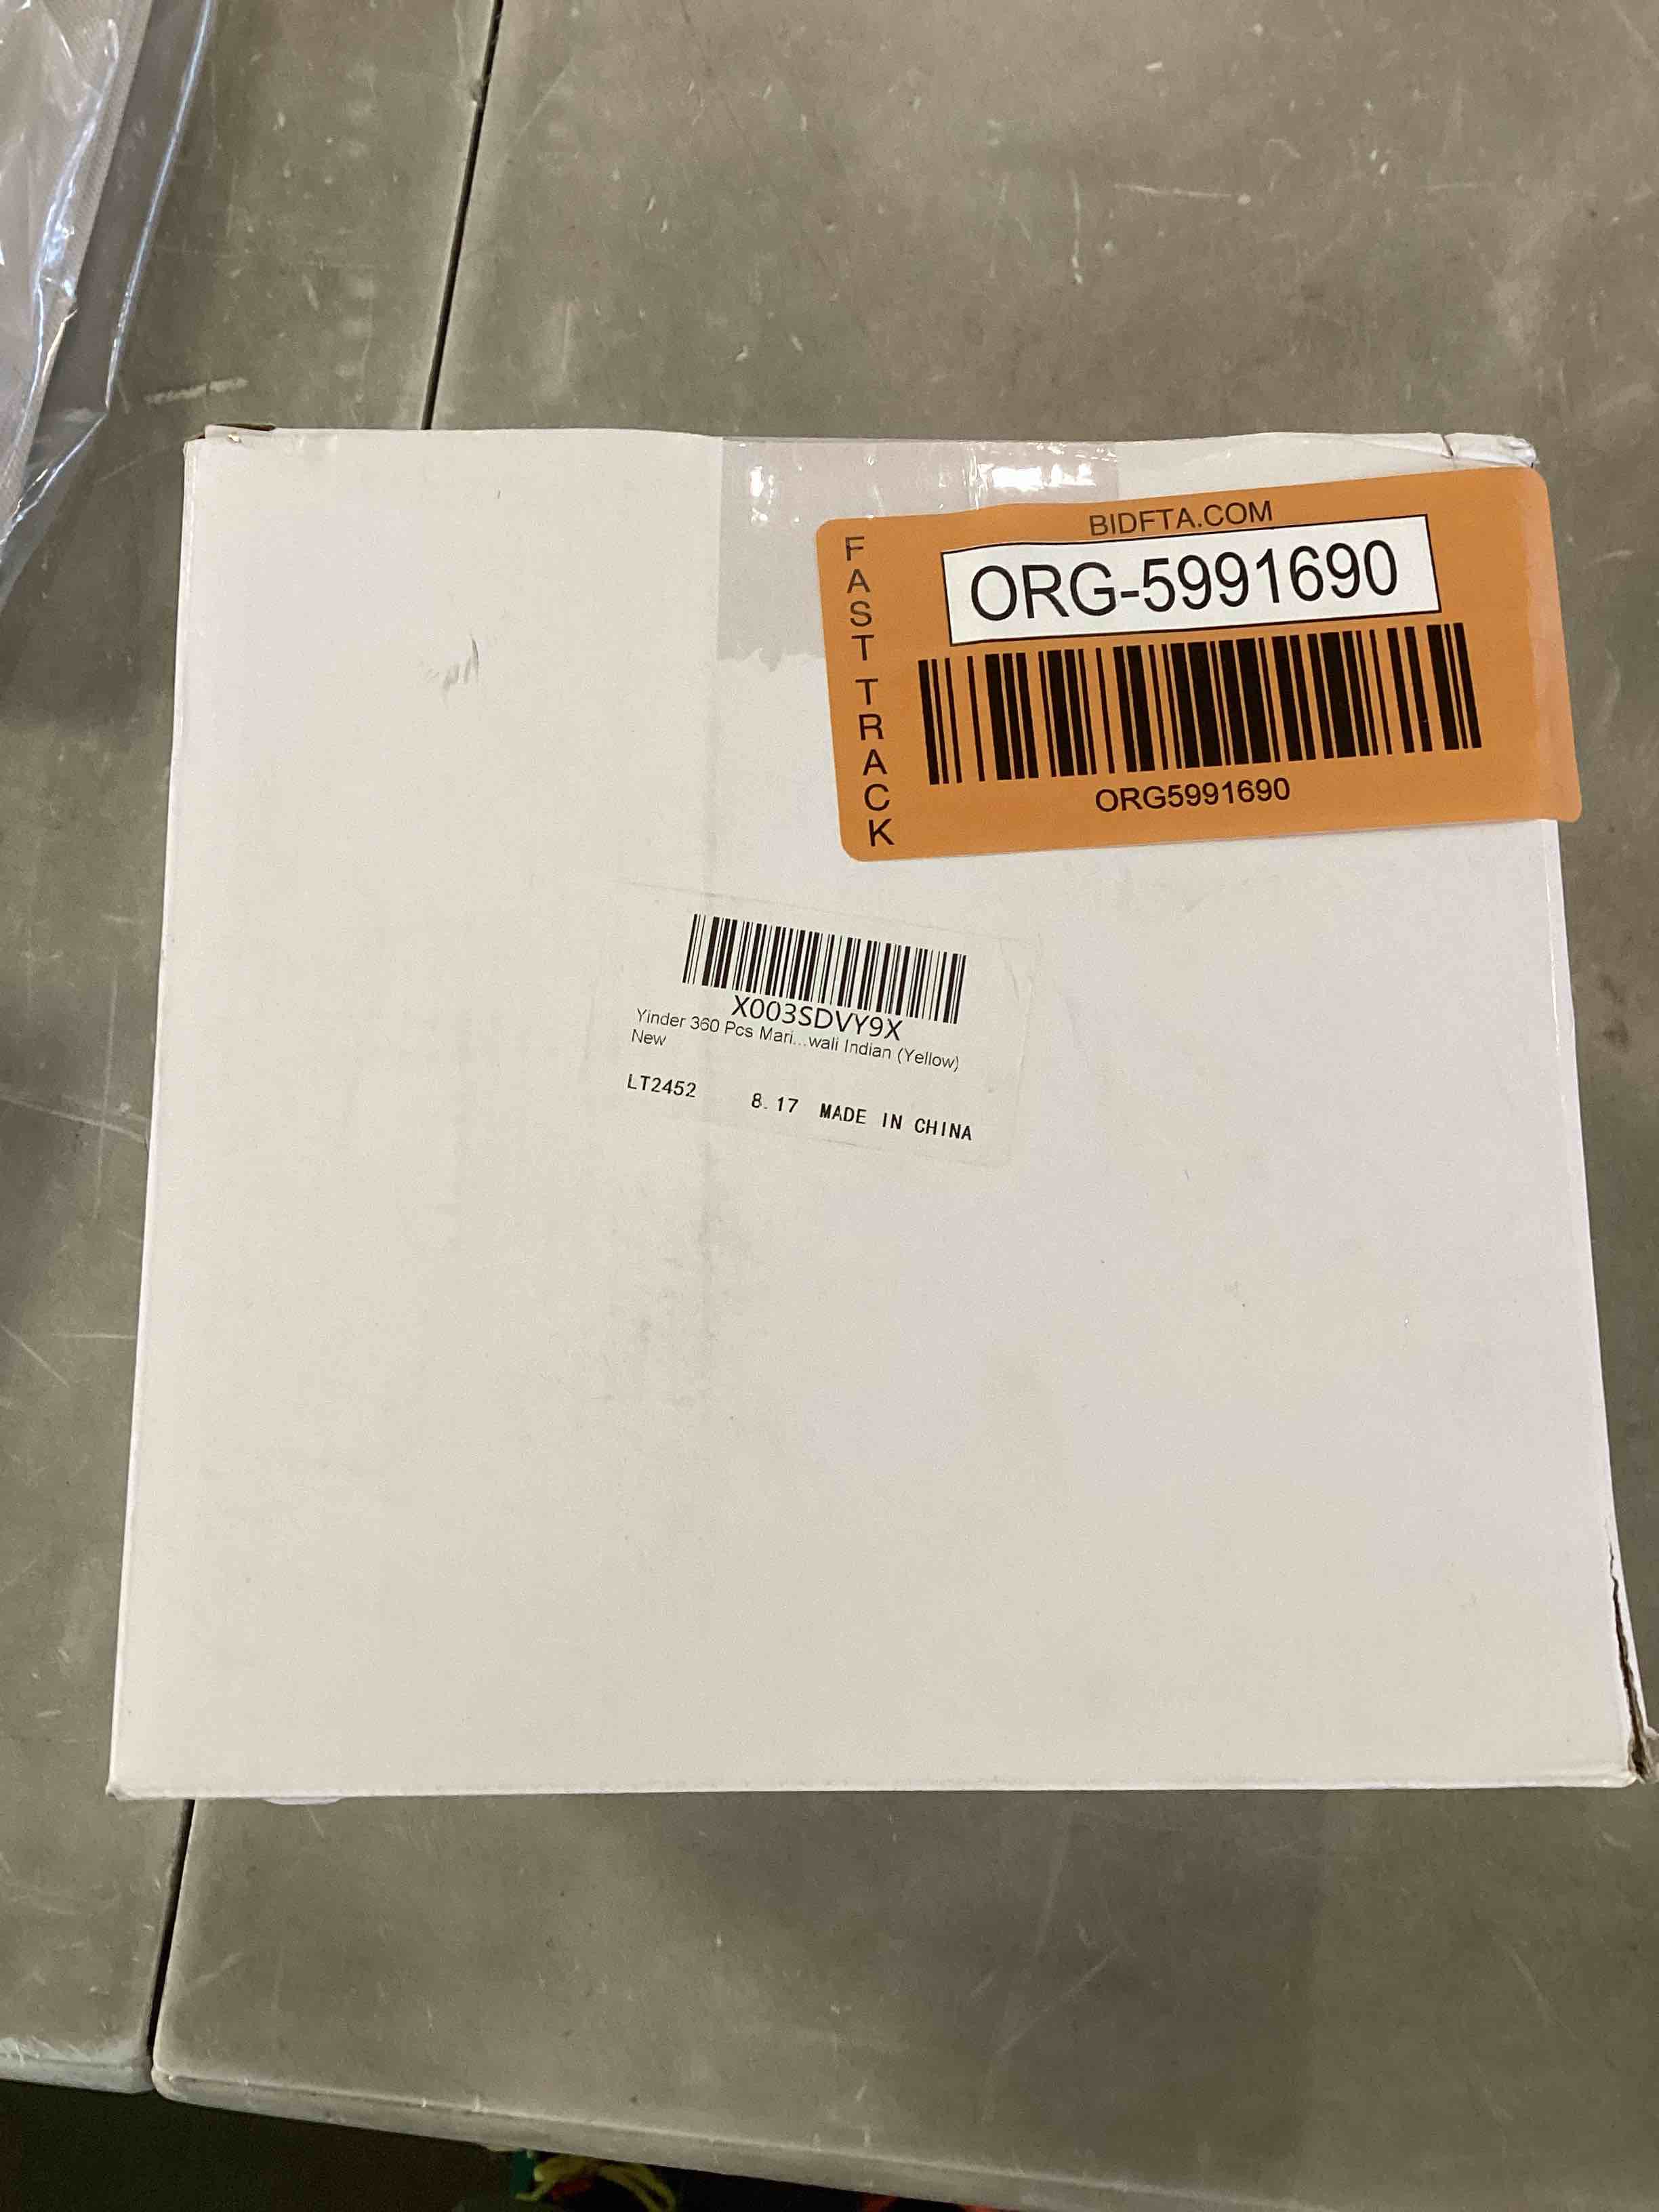 BIDFTA.COM
FAST TRACK
ORG-5991690
ORG5991690
X003SDVY9X
Yinder 360 Pcs Mari...wali Indian (Yellow)
New
LT2452 8.17 MADE IN CHINA